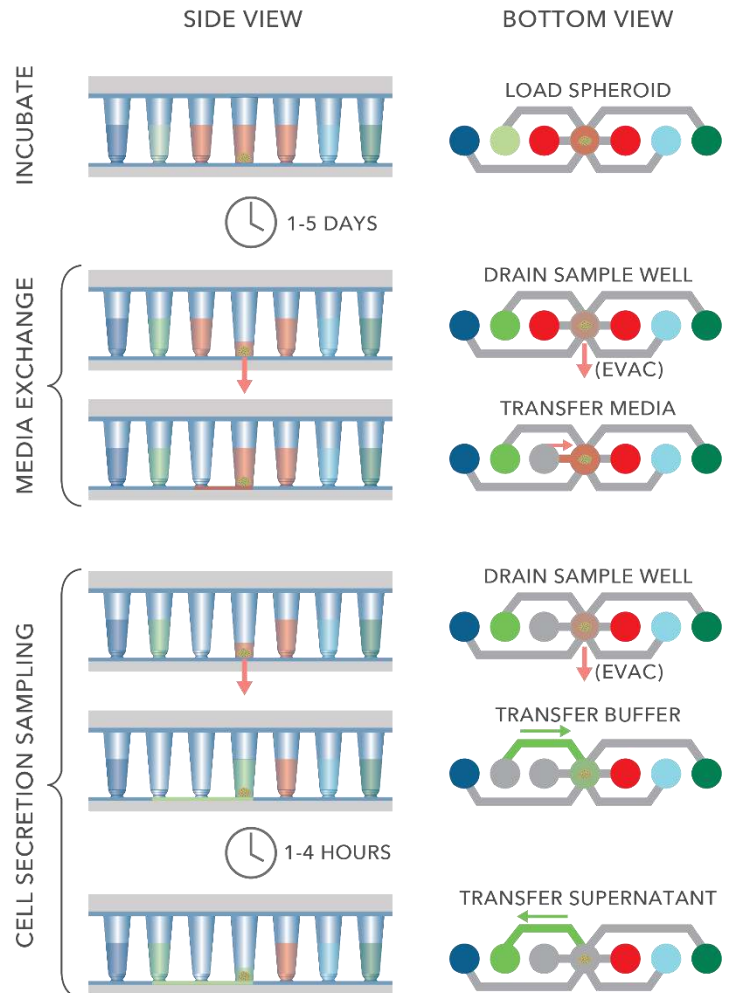 SIDE VIEW
BOTTOM VIEW
INCUBATE
LOAD SPHEROID
1-5 DAYS
MEDIA EXCHANGE
DRAIN SAMPLE WELL
(EVAC)
TRANSFER MEDIA
CELL SECRETION SAMPLING
DRAIN SAMPLE WELL
(EVAC)
TRANSFER BUFFER
1-4 HOURS
TRANSFER SUPERNATANT